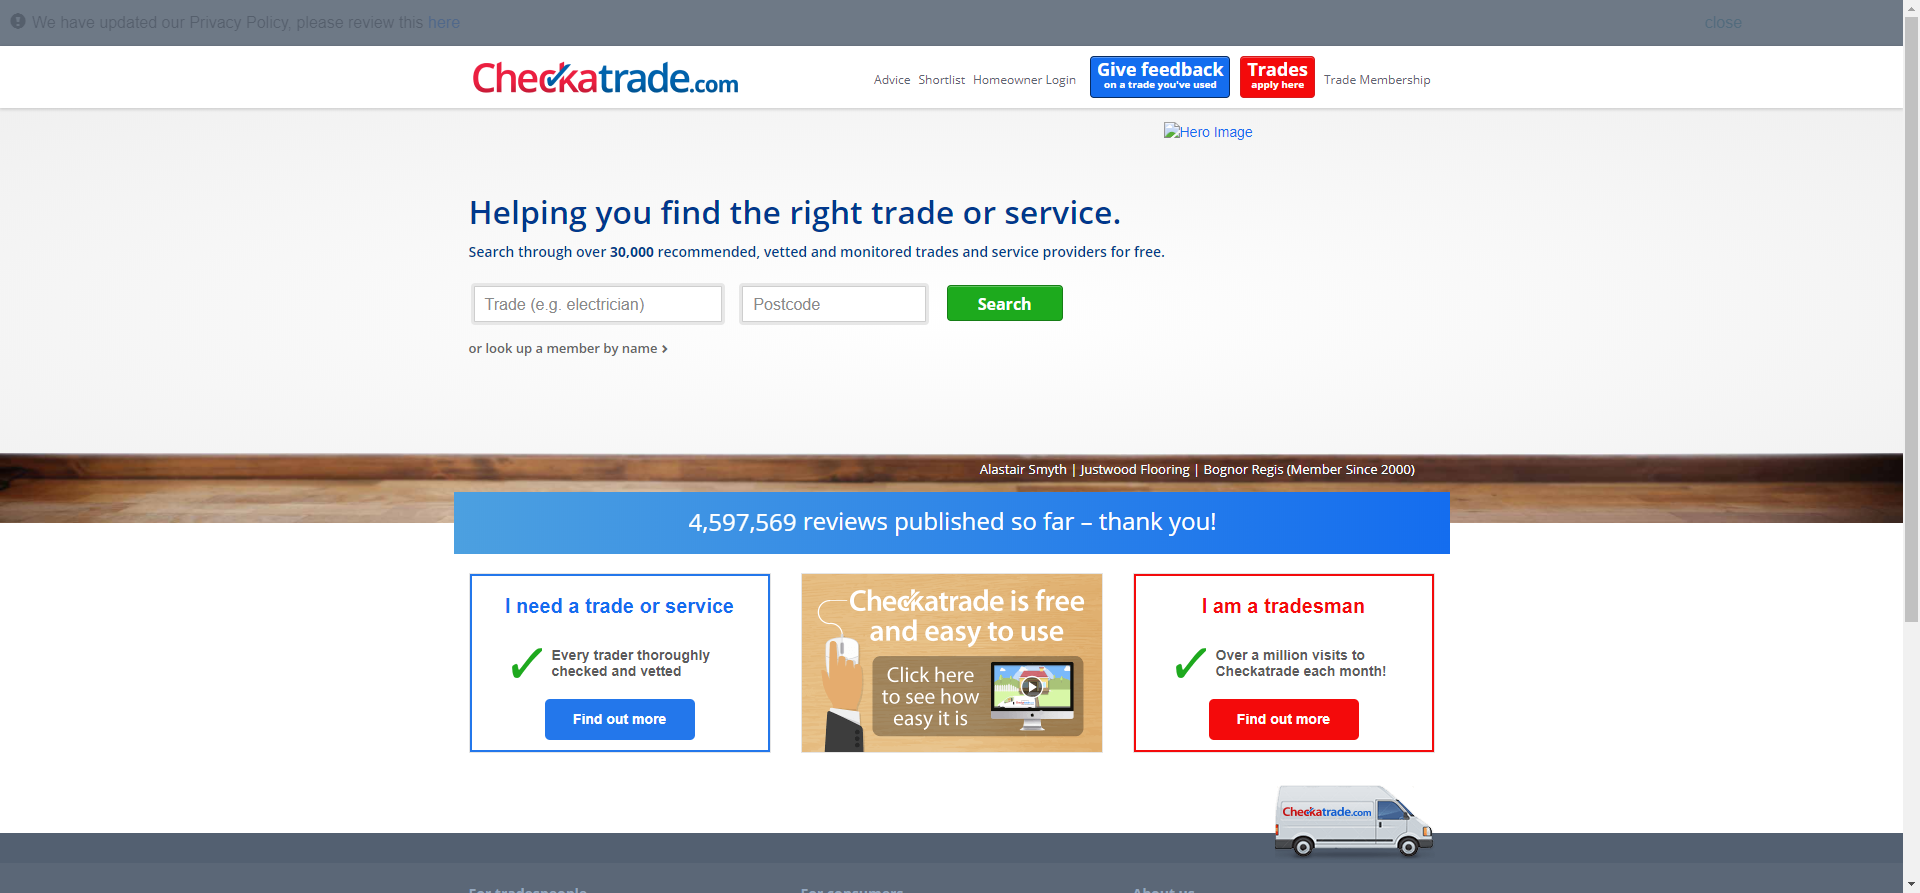 We have updated our Privacy Policy, please review this here
close
Checkatrade.com
Advice Shortlist Homeowner Login
Give feedback
on a trade you've used
Trades
apply here
Trade Membership
Hero Image
Helping you find the right trade or service.
Search through over 30,000 recommended, vetted and monitored trades and service providers for free.
Trade (e.g. electrician)
Postcode
Search
or look up a member by name
Alastair Smyth | Justwood Flooring | Bognor Regis (Member Since 2000)
4,597,569 reviews published so far – thank you!
I need a trade or service
Every trader thoroughly
checked and vetted
Find out more
Checkatrade is free
and easy to use
Click here
to see how
easy it is
I am a tradesman
Over a million visits to
Checkatrade each month!
Find out more
Checkatrade.com
For tradespeople
For consumers
About us